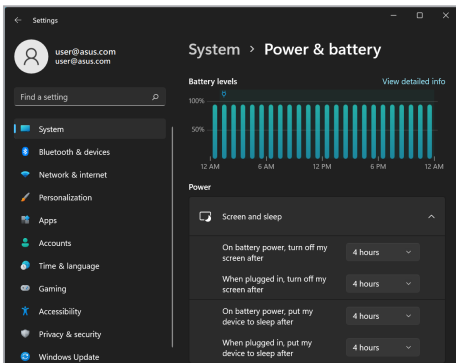 Settings
user@asus.com
user@asus.com
Find a setting
System
Bluetooth & devices
Network & internet
Personalization
Apps
Accounts
Time & language
Gaming
Accessibility
Privacy & security
Windows Update
System > Power & battery
Battery levels View detailed info
100%
50%
12 AM 6 AM 12 PM 6 PM 12 AM
Power
Screen and sleep
On battery power, turn off my
screen after
4 hours
When plugged in, turn off my
screen after
4 hours
On battery power, put my
device to sleep after
4 hours
When plugged in, put my
device to sleep after
4 hours